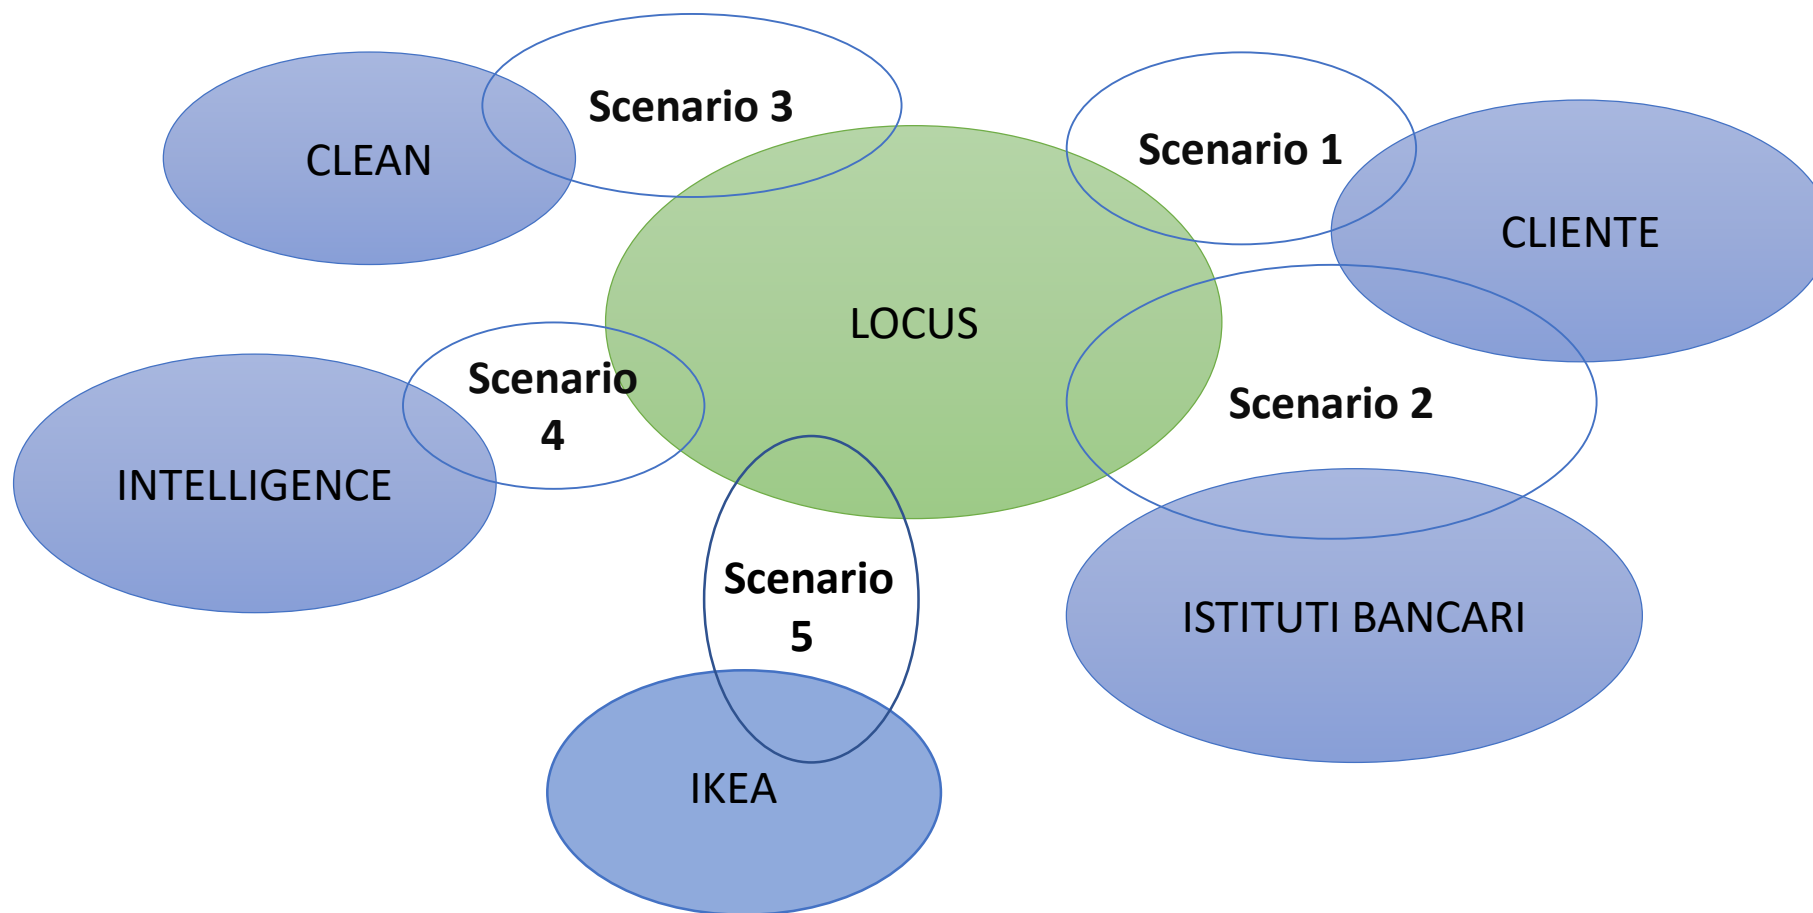 Scenario 3
Scenario 1
CLEAN
CLIENTE
LOCUS
Scenario
4
Scenario 2
INTELLIGENCE
Scenario
5
ISTITUTI BANCARI
IKEA